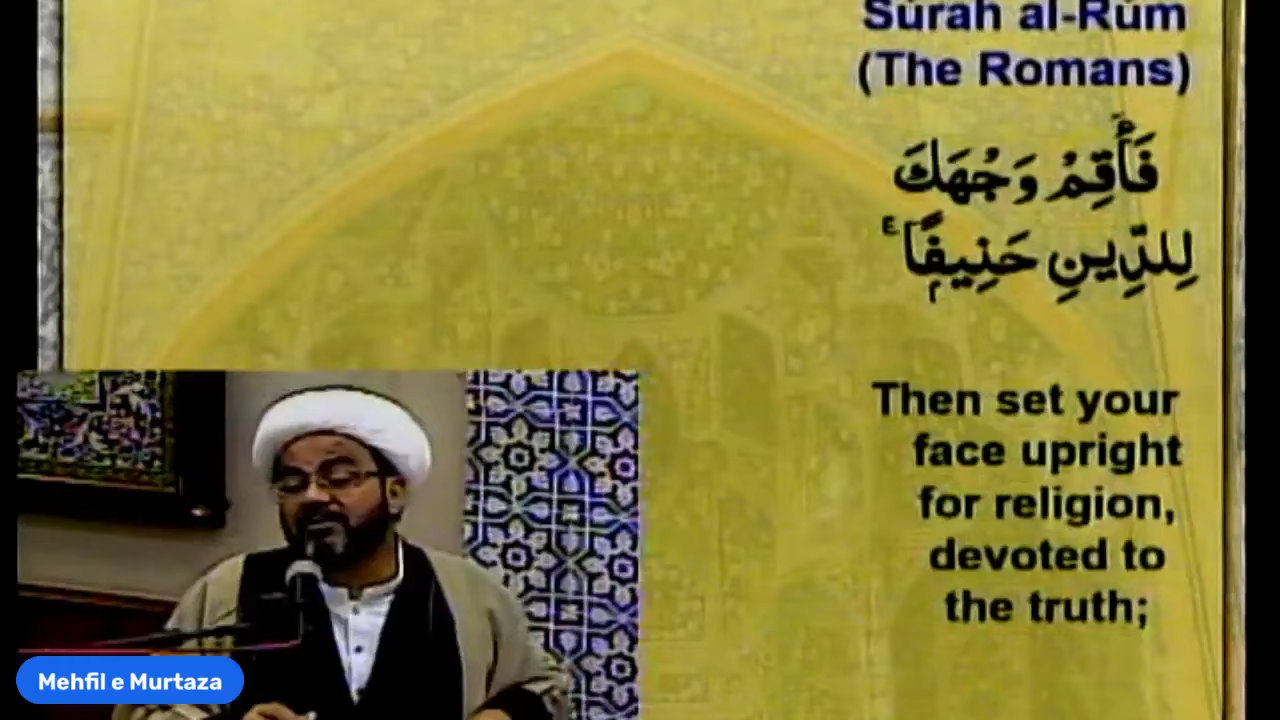 Sūrah al-Rūm
(The Romans)
فَأَقِمْ وَجْهَكَ
لِلدِّينِ حَنِيفًا ۚ
Then set your
face upright
for religion,
devoted to
the truth;
Mehfil e Murtaza